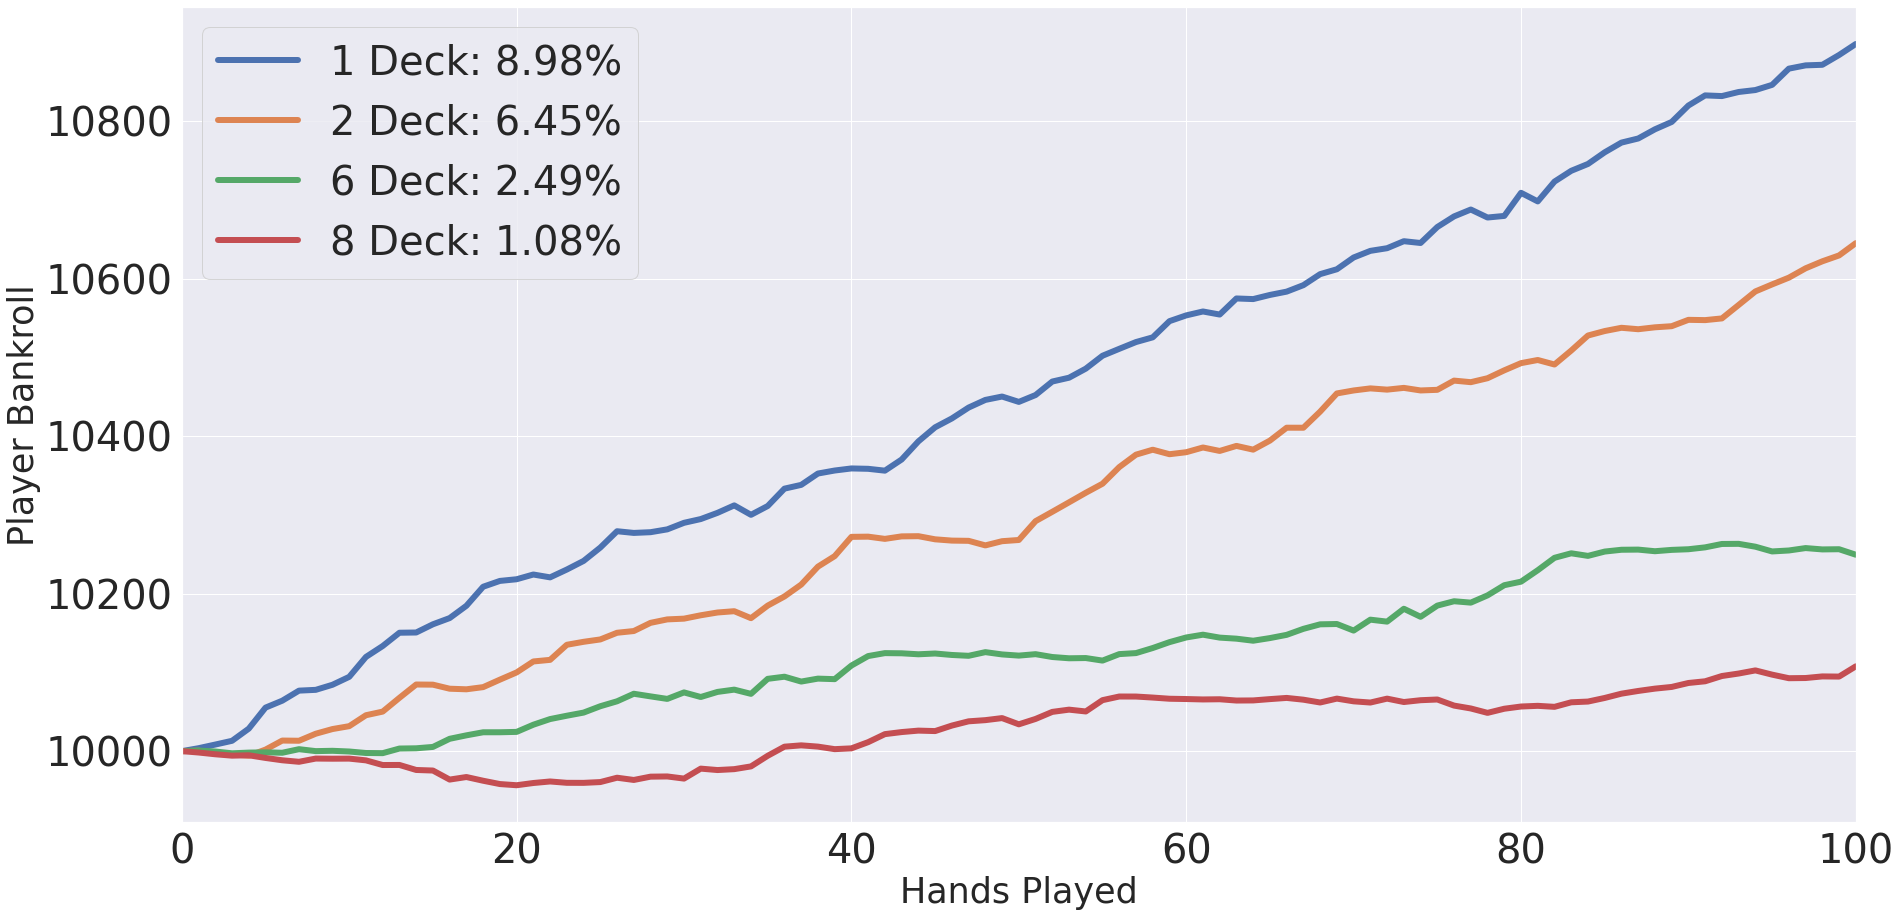 1 Deck: 8.98%
2 Deck: 6.45%
6 Deck: 2.49%
8 Deck: 1.08%
Player Bankroll
10800
10600
10400
10200
10000
0 20 40 60 80 100
Hands Played